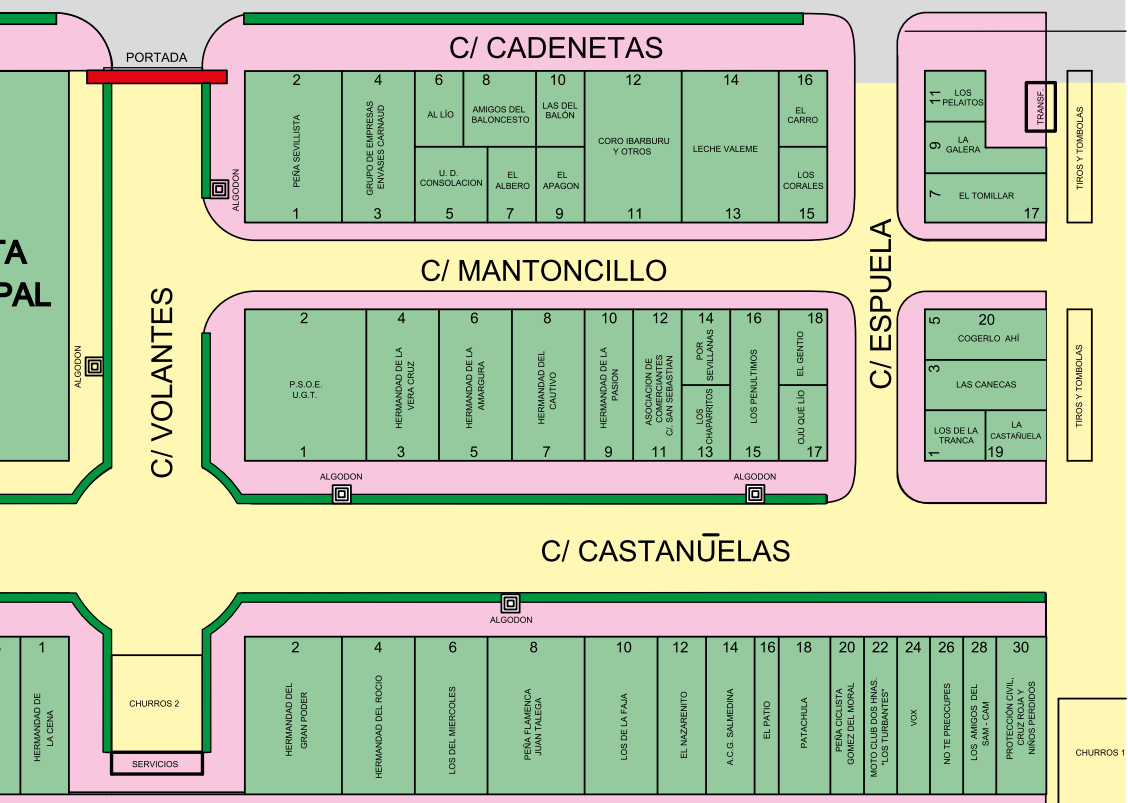 PORTADA
C/ CADENETAS
2
4
6
8
10
12
14
16
PEÑA SEVILLISTA
GRUPO DE EMPRESAS
ENVASES CARNAUD
AL LÍO
AMIGOS DEL
BALONCESTO
LAS DEL
BALÓN
CORO IBARBURU
Y OTROS
LECHE VALEME
EL
CARRO
U. D.
CONSOLACION
EL
ALBERO
EL
APAGON
LOS
CORALES
1
3
5
7
9
11
13
15
ALGODON
11
LOS
PELAITOS
9
LA
GALERA
7
EL TOMILLAR
17
TRANSF.
TIROS Y TOMBOLAS
TA
PAL
C/ MANTONCILLO
C/ ESPUELA
C/ VOLANTES
ALGODON
2
4
6
8
10
12
14
16
18
P.S.O.E.
U.G.T.
HERMANDAD DE LA
VERA CRUZ
HERMANDAD DE LA
AMARGURA
HERMANDAD DEL
CAUTIVO
HERMANDAD DE LA
PASION
ASOCIACION DE
COMERCIANTES
C/. SAN SEBASTIAN
POR
SEVILLANAS
LOS
CHAPARRITOS
LOS PENULTIMOS
EL GENTIO
OJÚ QUÉ LÍO
1
3
5
7
9
11
13
15
17
5
20
COGERLO AHÍ
3
LAS CANECAS
1
LOS DE LA
TRANCA
LA
CASTAÑUELA
19
TIROS Y TOMBOLAS
ALGODON
ALGODON
C/ CASTANŪELAS
ALGODON
1
HERMANDAD DE
LA CENA
CHURROS 2
SERVICIOS
2
4
6
8
10
12
14
16
18
20
22
24
26
28
30
HERMANDAD DEL
GRAN PODER
HERMANDAD DEL ROCIO
LOS DEL MIERCOLES
PEÑA FLAMENCA
JUAN TALEGA
LOS DE LA FAJA
EL NAZARENITO
A.C.G. SALMEDINA
EL PATIO
PATACHULA
PEÑA CICLISTA
GOMEZ DEL MORAL
MOTO CLUB DOS HNAS.
"LOS TURBANTES"
VOX
NO TE PREOCUPES
LOS AMIGOS DEL
SAM - CAM
PROTECCIÓN CIVIL,
CRUZ ROJA Y
NIÑOS PERDIDOS
CHURROS 1